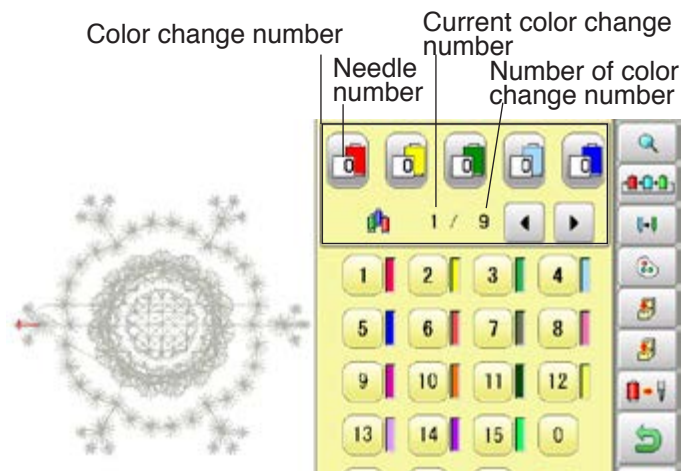 Color change number
Current color change
number
Needle
number
Number of color
change number
0 0 0 0 0
1 / 9
1 2 3 4
5 6 7 8
9 10 11 12
13 14 15 0